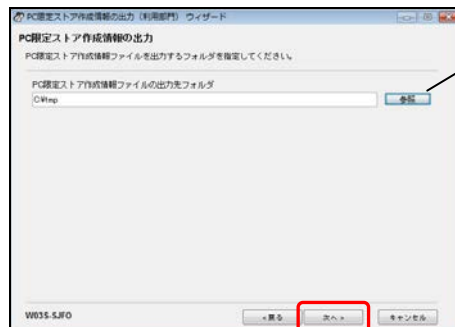 PC限定ストア作成情報の出力（利用部門） ウィザード
PC限定ストア作成情報の出力
PC限定ストア作成情報ファイルを出力するフォルダを指定してください。
PC限定ストア作成情報ファイルの出力先フォルダ
C:¥tmp
参照
W035-SJFO
<戻る
次へ>
キャンセル